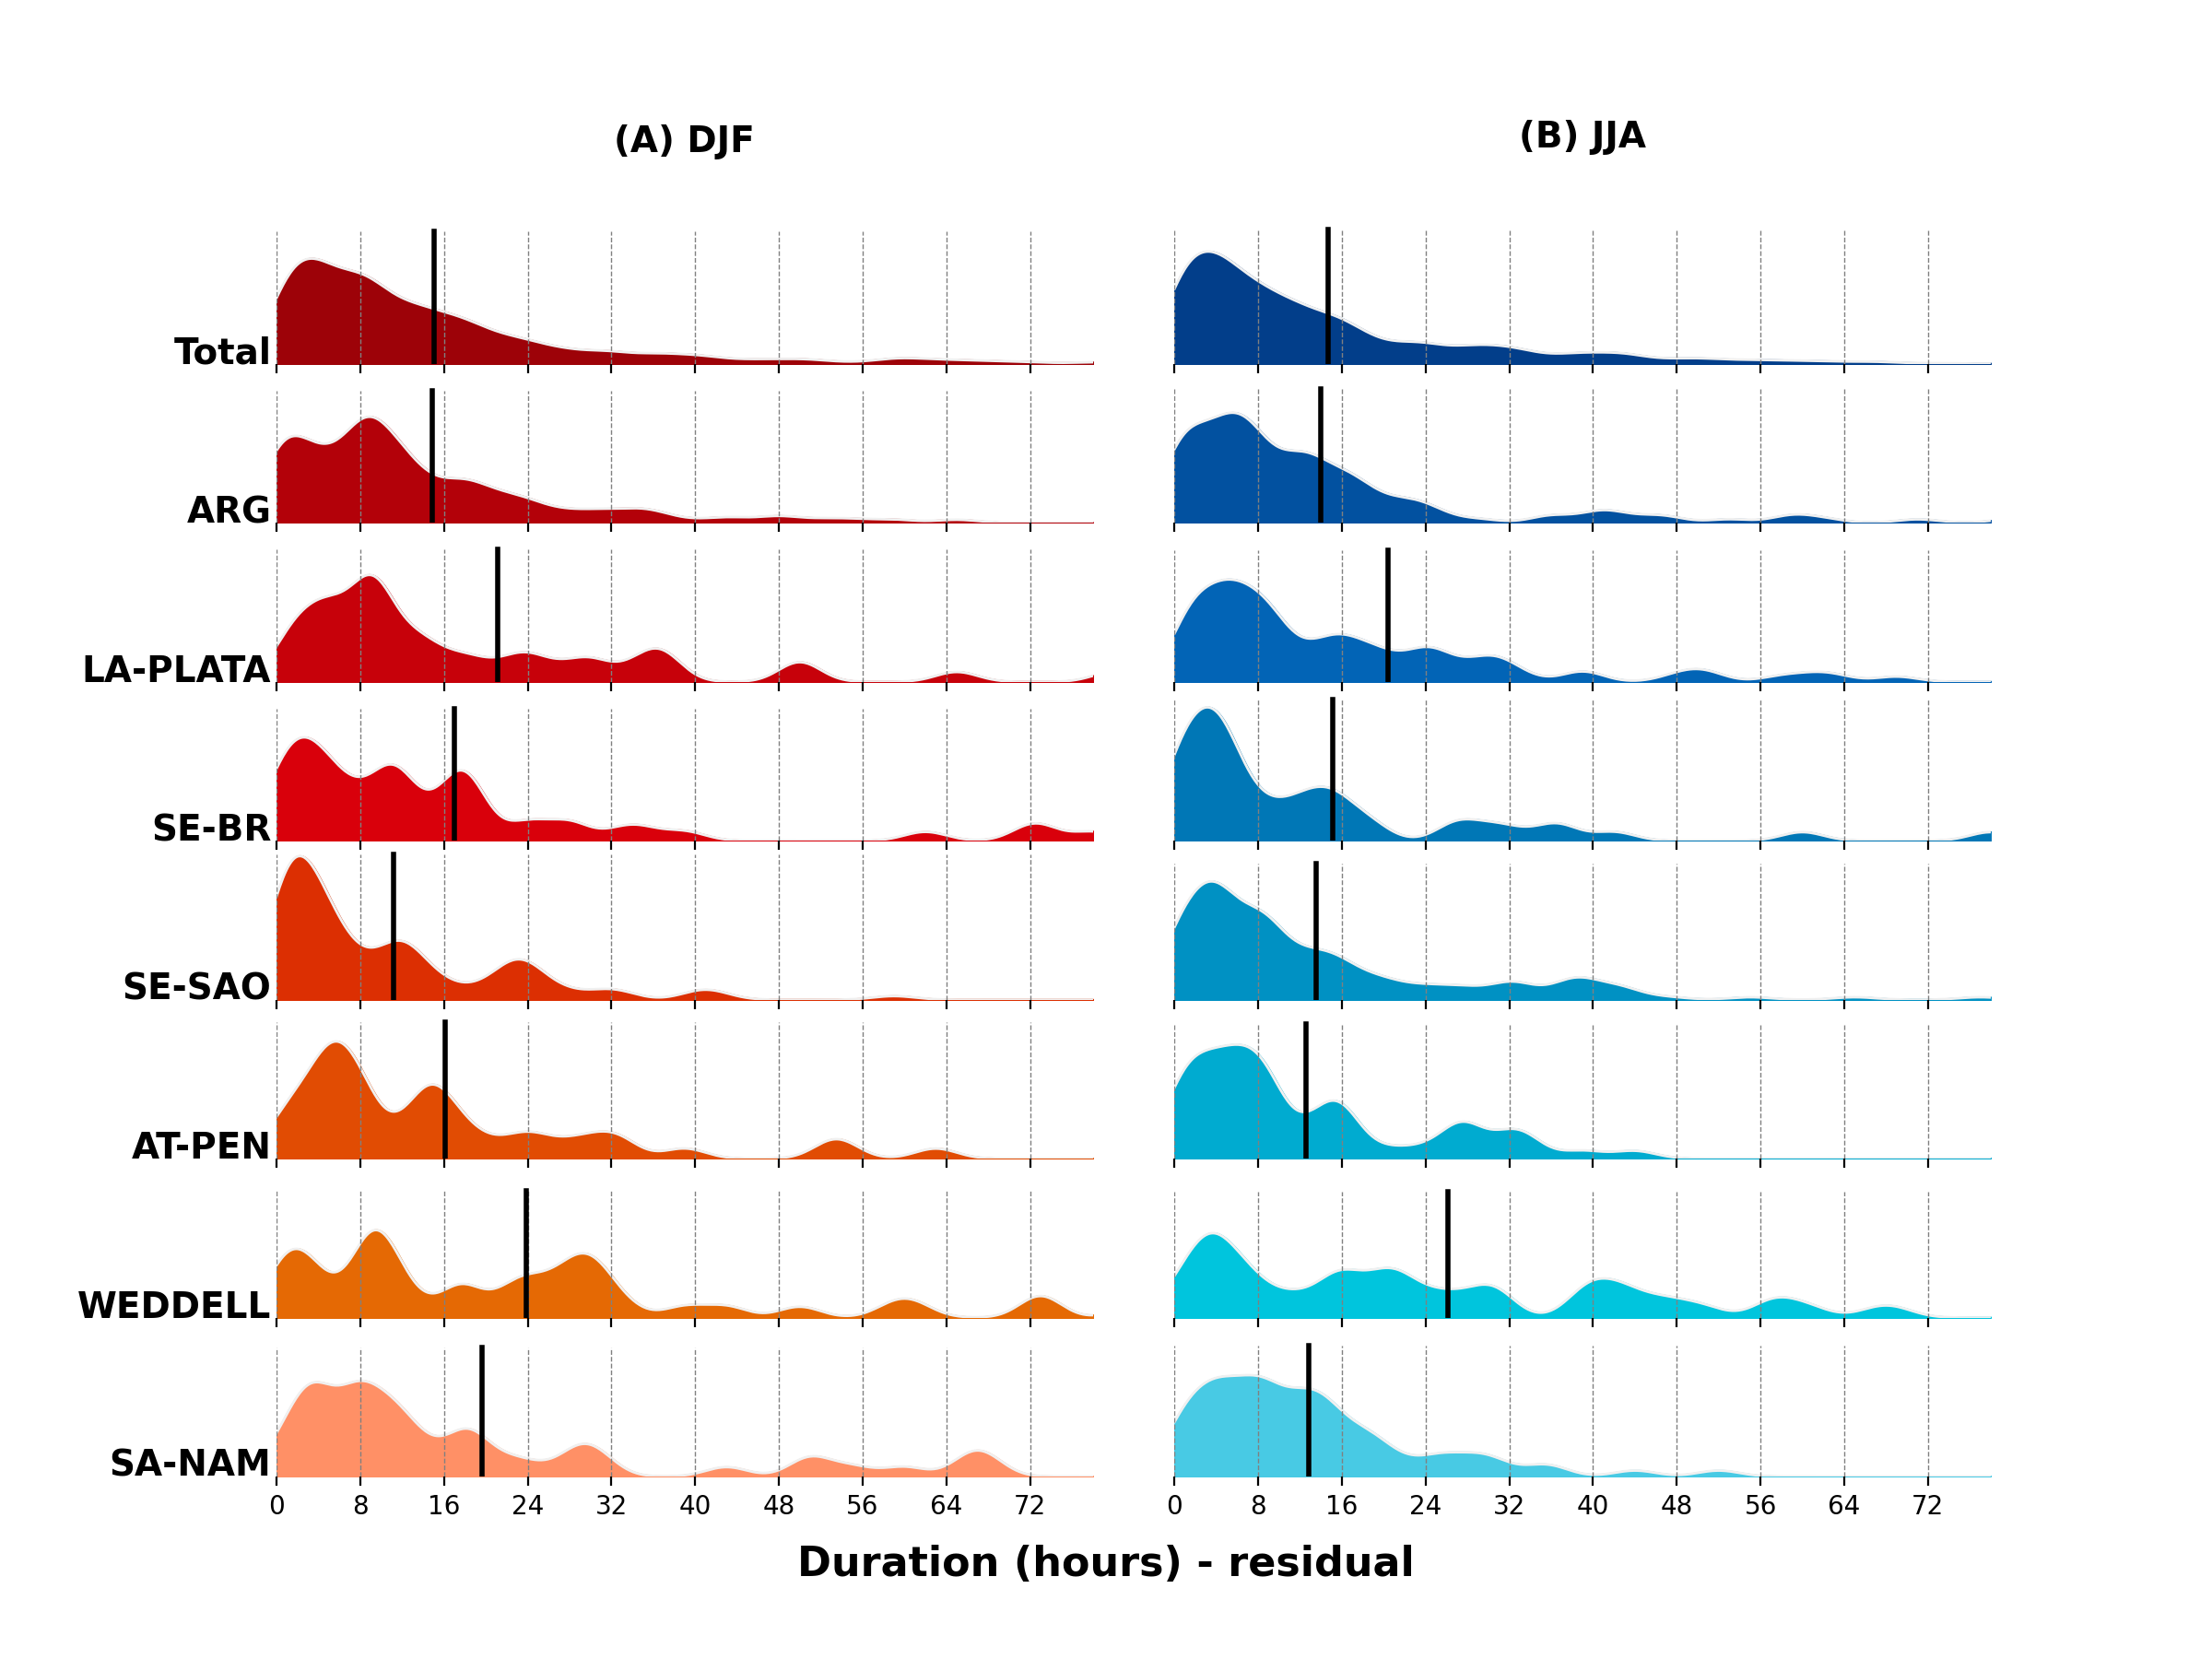 (A) DJF
(B) JJA
Total
ARG
LA-PLATA
SE-BR
SE-SAO
AT-PEN
WEDDELL
SA-NAM
0 8 16 24 32 40 48 56 64 72
0 8 16 24 32 40 48 56 64 72
Duration (hours) - residual